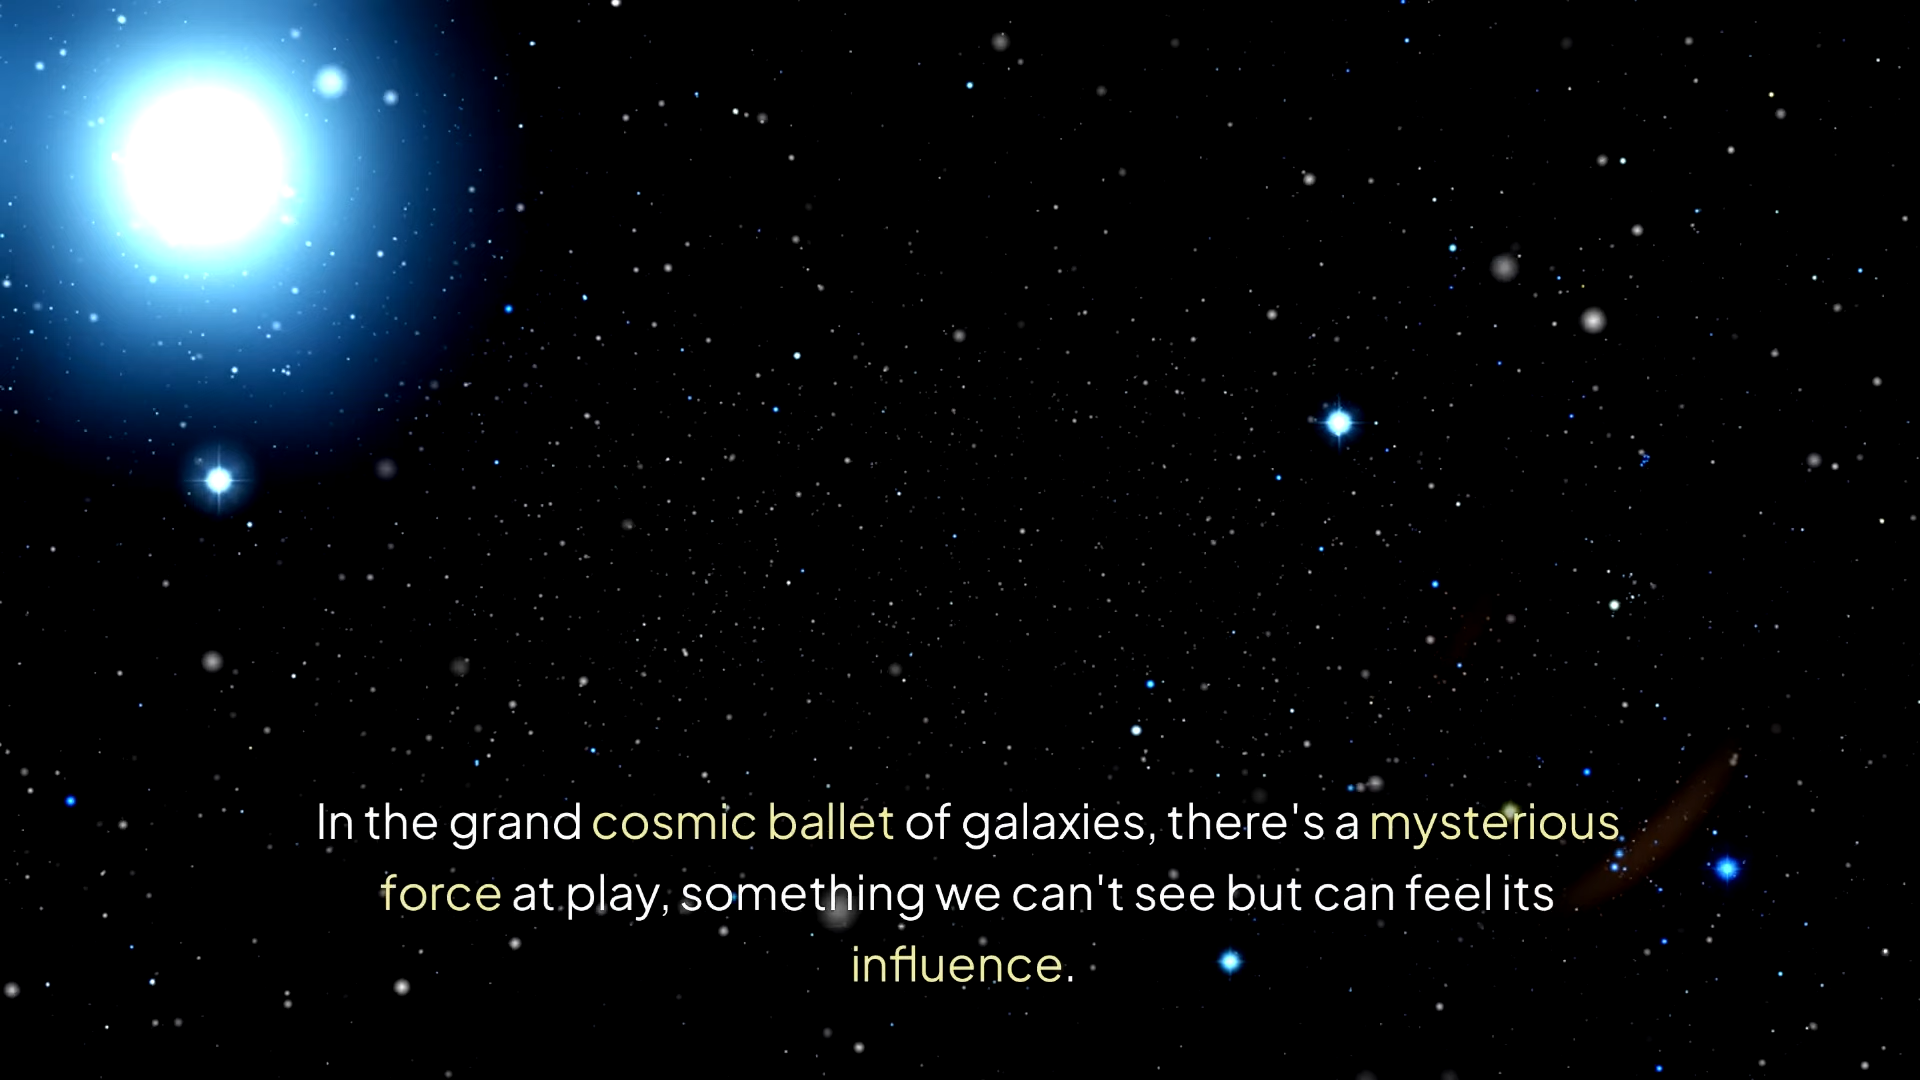 In the grand cosmic ballet of galaxies, there's a mysterious
force at play, something we can't see but can feel its
influence.